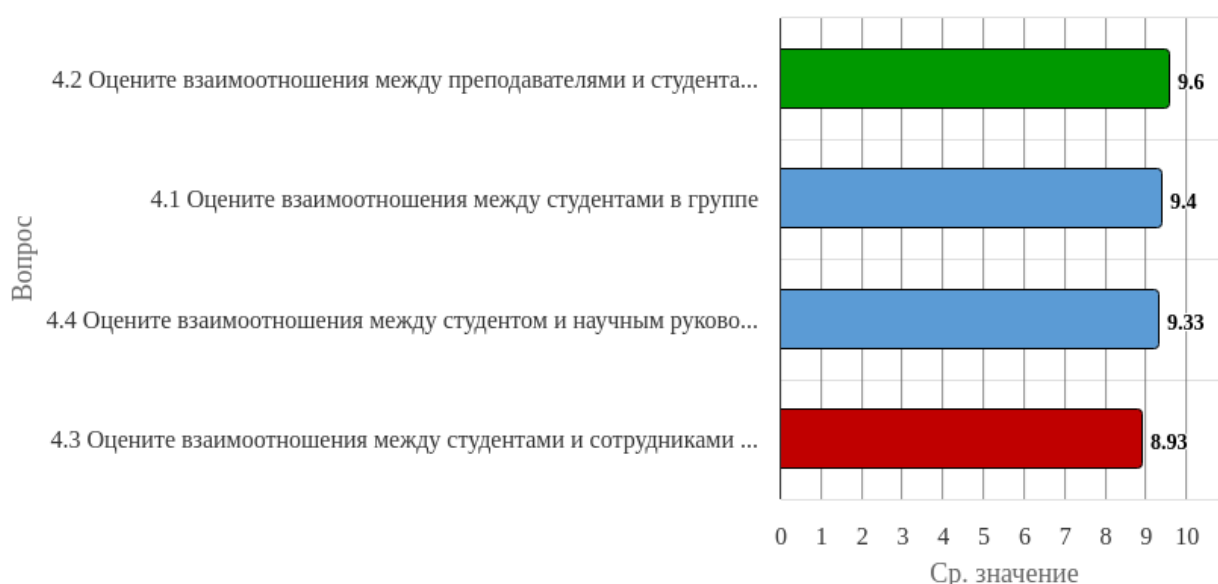 4.2 Оцените взаимоотношения между преподавателями и студента...
9.6
4.1 Оцените взаимоотношения между студентами в группе
9.4
Вопрос
4.4 Оцените взаимоотношения между студентом и научным руково...
9.33
4.3 Оцените взаимоотношения между студентами и сотрудниками ...
8.93
0 1 2 3 4 5 6 7 8 9 10
Ср. значение